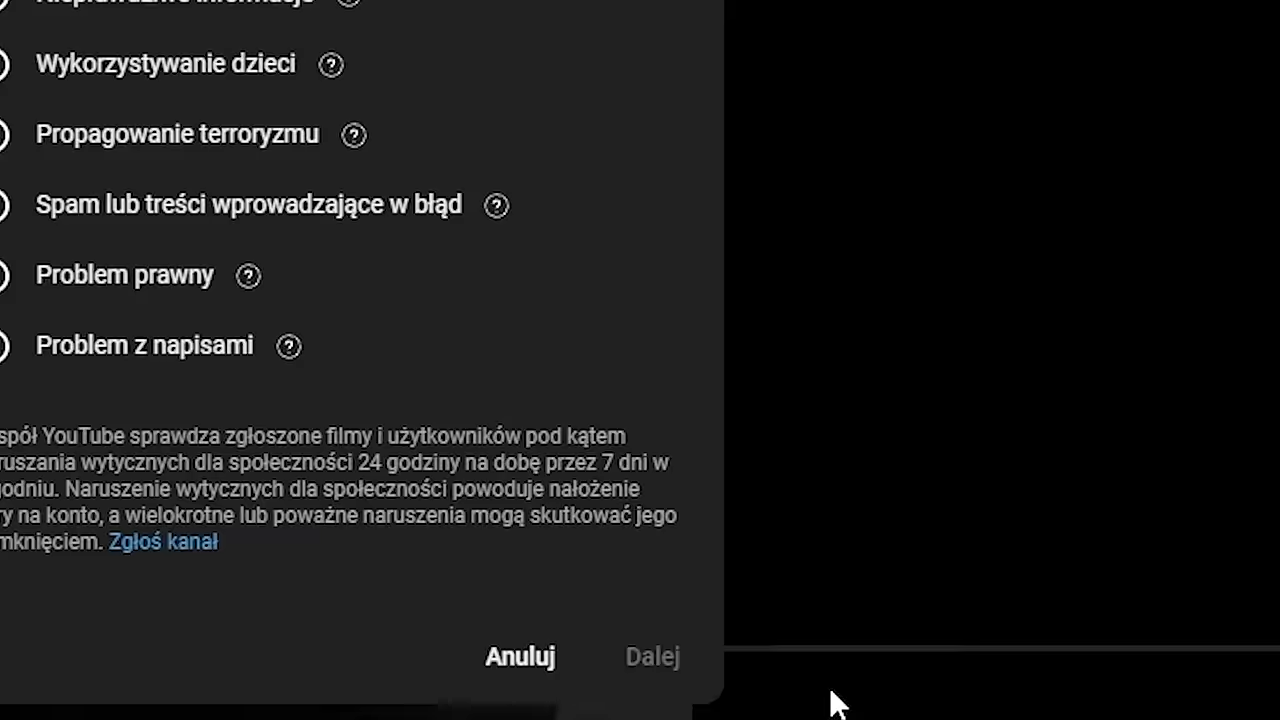 Wykorzystywanie dzieci
Propagowanie terroryzmu
Spam lub treści wprowadzające w błąd
Problem prawny
Problem z napisami
YouTube sprawdza zgłoszone filmy i użytkowników pod kątem
wytycznych dla społeczności 24 godziny na dobę przez 7 dni w
Naruszenie wytycznych dla społeczności powoduje nałożenie
na konto, a wielokrotne lub poważne naruszenia mogą skutkować jego
Zgłoś kanał
Anuluj
Dalej